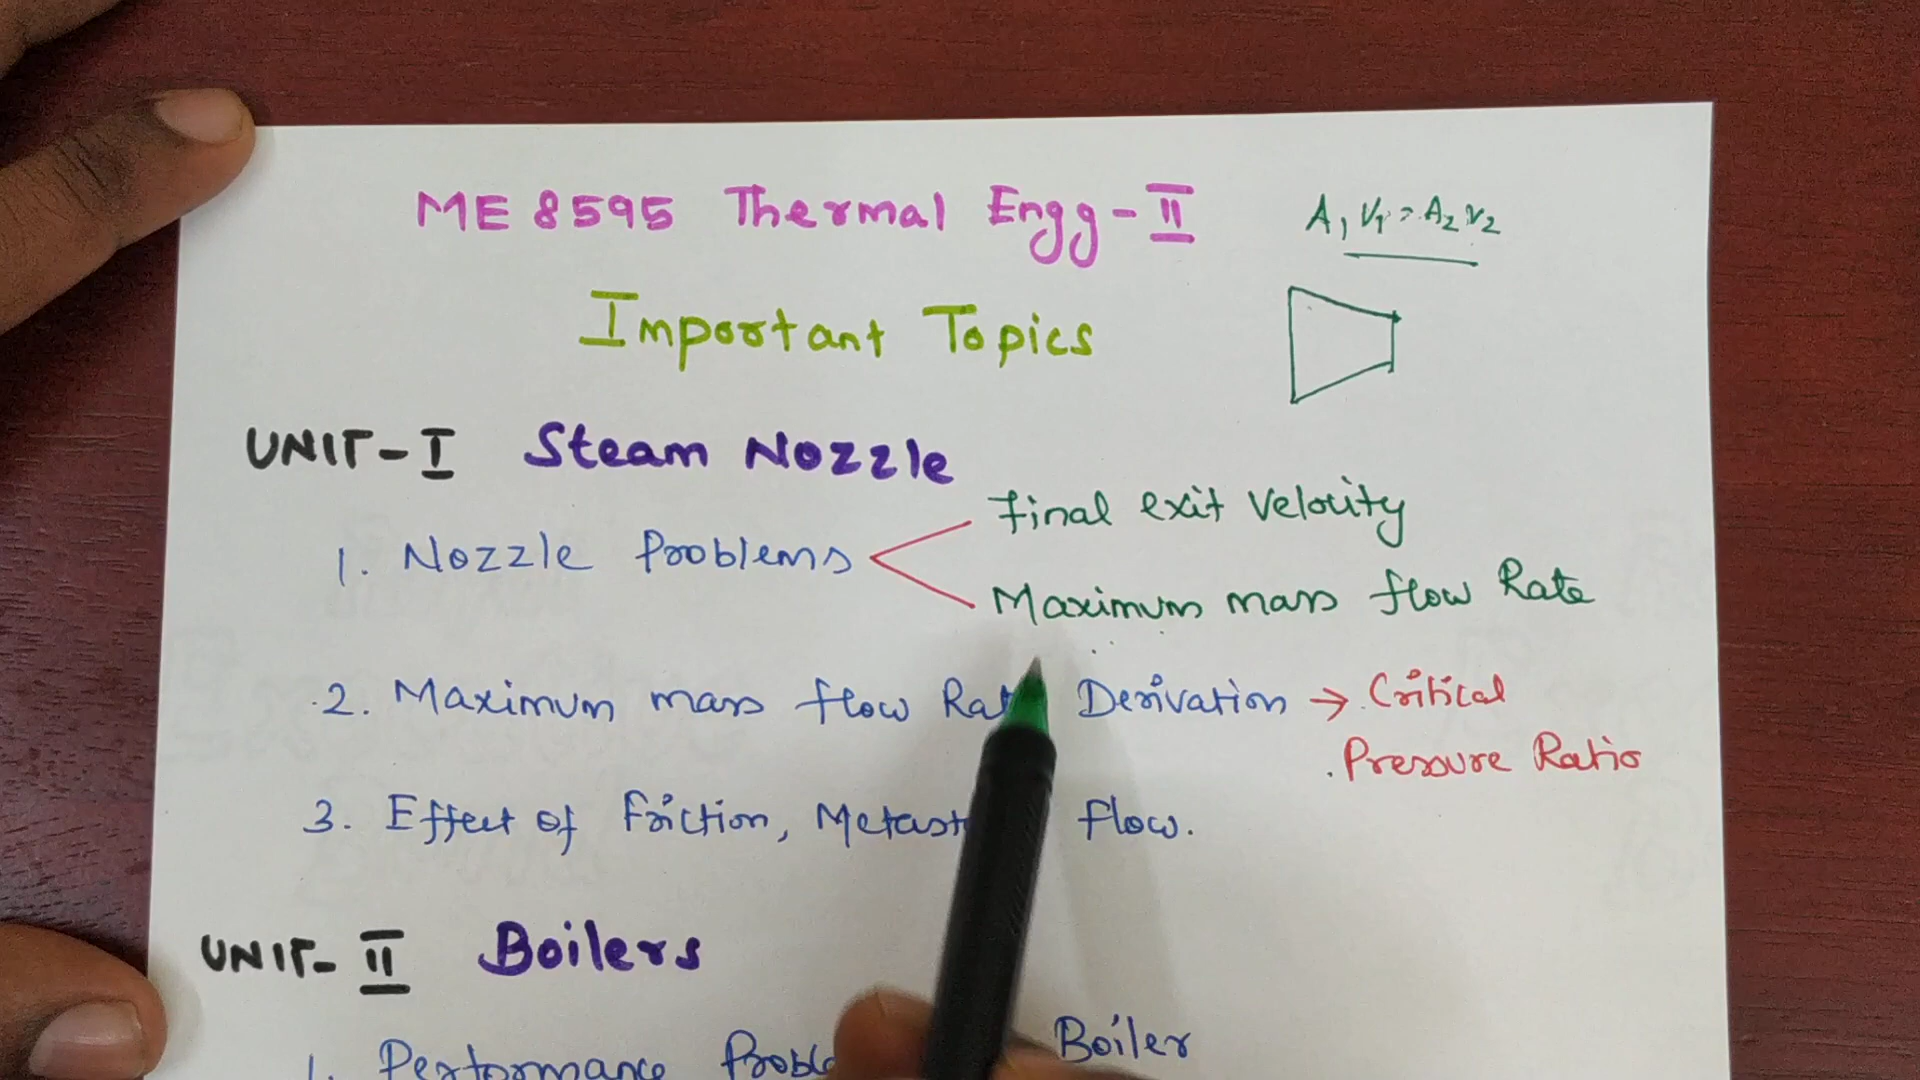 ME 8595 Thermal Engg-II
A₁ V₁ = A₂ V₂
Important Topics
UNIT-I Steam Nozzle
1. Nozzle Problems
Final exit Velocity
Maximum mass flow Rate
2. Maximum mass flow Derivation → Critical
Pressure Ratio
3. Effect of Friction, flow.
UNIT-II Boilers
1. Performance Boiler